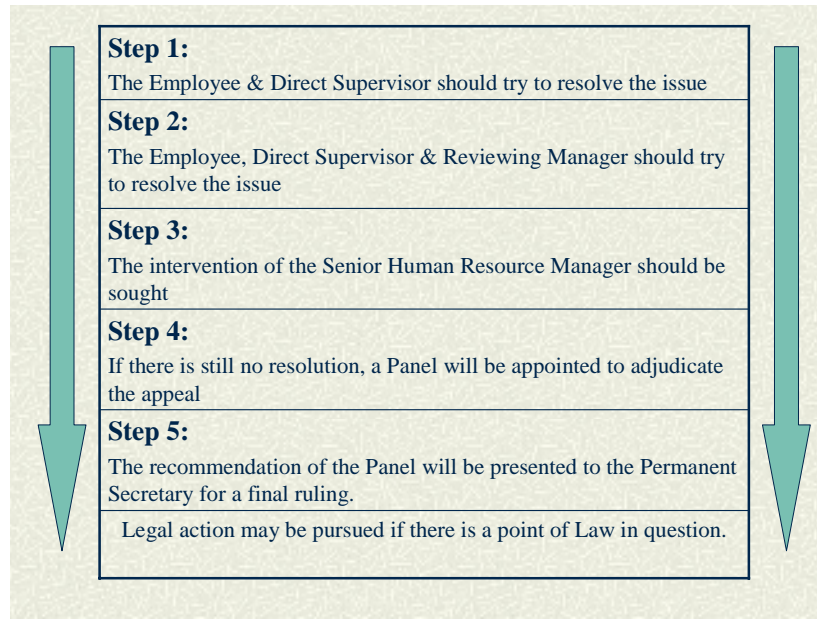 Step 1:
The Employee & Direct Supervisor should try to resolve the issue
Step 2:
The Employee, Direct Supervisor & Reviewing Manager should try
to resolve the issue
Step 3:
The intervention of the Senior Human Resource Manager should be
sought
Step 4:
If there is still no resolution, a Panel will be appointed to adjudicate
the appeal
Step 5:
The recommendation of the Panel will be presented to the Permanent
Secretary for a final ruling.
Legal action may be pursued if there is a point of Law in question.